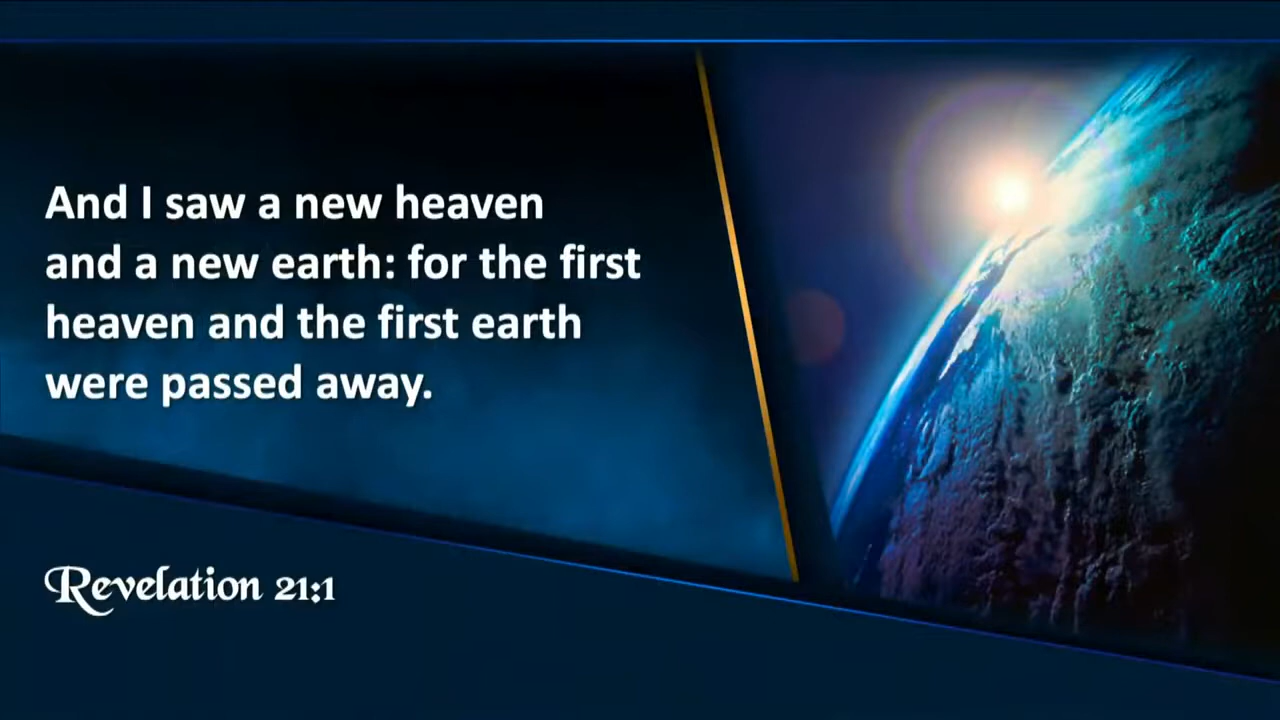 And I saw a new heaven
and a new earth: for the first
heaven and the first earth
were passed away.
Revelation 21:1